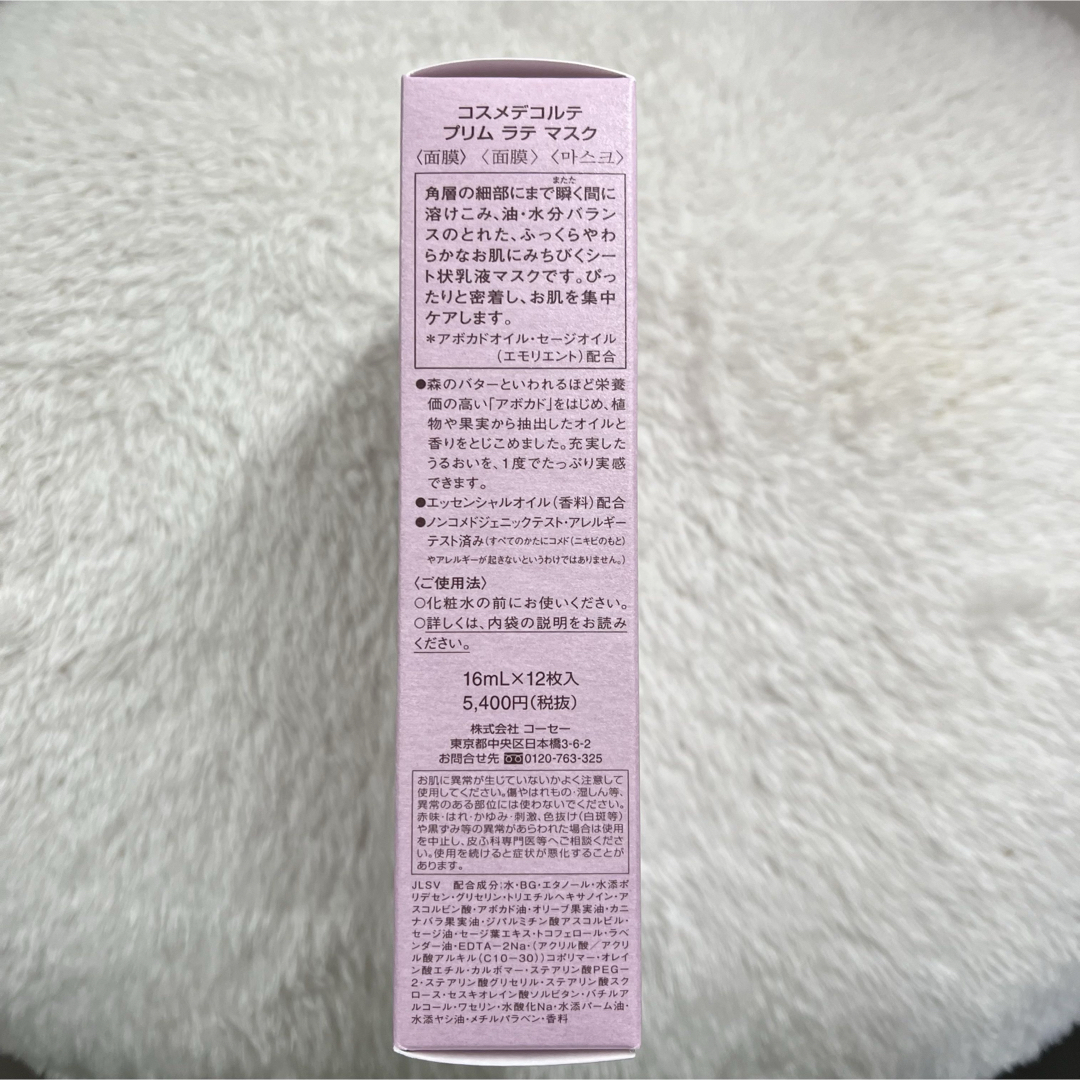 コスメデコルテ
プリム ラテ マスク
〈面膜〉〈面膜〉〈마스크〉
またた
角層の細部にまで瞬く間に
溶けこみ、油・水分バラン
スのとれた、ふっくらやわ
らかなお肌にみちびくシー
ト状乳液マスクです。ぴっ
たりと密着し、お肌を集中
ケアします。
＊アボカドオイル・セージオイル
（エモリエント）配合
●森のバターといわれるほど栄養
価の高い「アボカド」をはじめ、植
物や果実から抽出したオイルと
香りをとじこめました。充実した
うるおいを、1度でたっぷり実感
できます。
●エッセンシャルオイル（香料）配合
●ノンコメドジェニックテスト・アレルギー
テスト済み（すべてのかたにコメド（ニキビのもと）
やアレルギーが起きないというわけではありません。）
〈ご使用法〉
○化粧水の前にお使いください。
○詳しくは、内袋の説明をお読み
ください。
16mL×12枚入
5,400円（税抜）
株式会社 コーセー
東京都中央区日本橋3-6-2
お問合せ先 0120-763-325
お肌に異常が生じていないかよく注意して
使用してください。傷やはれもの・湿しん等、
異常のある部位には使わないでください。
赤味・はれ・かゆみ・刺激、色抜け（白斑等）
や黒ずみ等の異常があらわれた場合は使用
を中止し、皮ふ科専門医等へご相談くださ
い。使用を続けると症状が悪化することが
あります。
JLSV 配合成分：水・BG・エタノール・水添ポ
リデセン・グリセリン・トリエチルヘキサノイン・ア
スコルビン酸・アボカド油・オリーブ果実油・カニ
ナバラ果実油・ジパルミチン酸アスコルビル・
セージ油・セージ葉エキス・トコフェロール・ラベ
ンダー油・EDTA-2Na・（アクリル酸／アクリ
ル酸アルキル（C10-30））コポリマー・オレイ
ン酸エチル・カルボマー・ステアリン酸PEG-
2・ステアリン酸グリセリル・ステアリン酸スク
ロース・セスキオレイン酸ソルビタン・バチルア
ルコール・ワセリン・水酸化Na・水添パーム油・
水添ヤシ油・メチルパラベン・香料